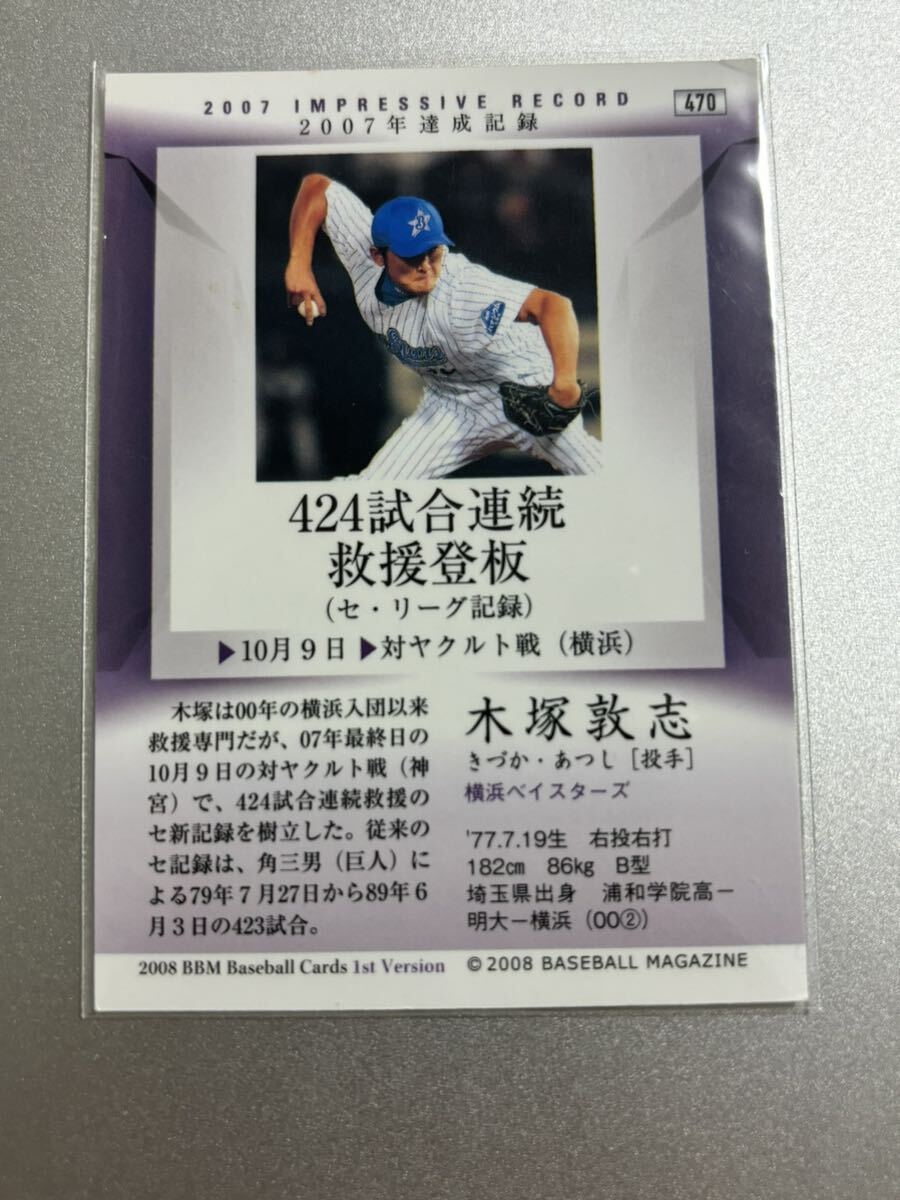 2007 IMPRESSIVE RECORD
470
2007年達成記録
424試合連続
救援登板
(セ・リーグ記録)
▶10月9日▶対ヤクルト戦(横浜)
木塚は00年の横浜入団以来
救援専門だが、07年最終日の
10月9日の対ヤクルト戦(神
宮)で、424試合連続救援の
セ新記録を樹立した。従来の
セ記録は、角三男(巨人)に
よる79年7月27日から89年6
月3日の423試合。
木塚敦志
きづか・あつし[投手]
横浜ベイスターズ
'77.7.19生 右投右打
182㎝ 86kg B型
埼玉県出身 浦和学院高ー
明大ー横浜(00②)
2008 BBM Baseball Cards 1st Version ©2008 BASEBALL MAGAZINE